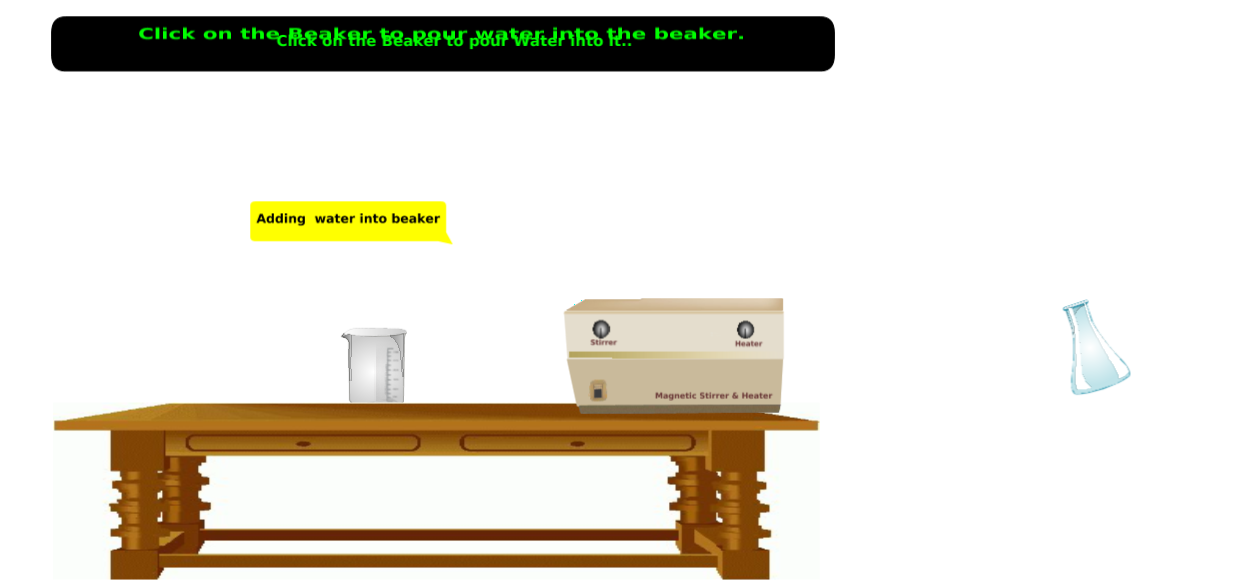 Click on the Beaker to pour water into the beaker.
Click on the Beaker to pour Water into it..
Adding  water into beaker
Stirrer
Heater
Magnetic Stirrer & Heater